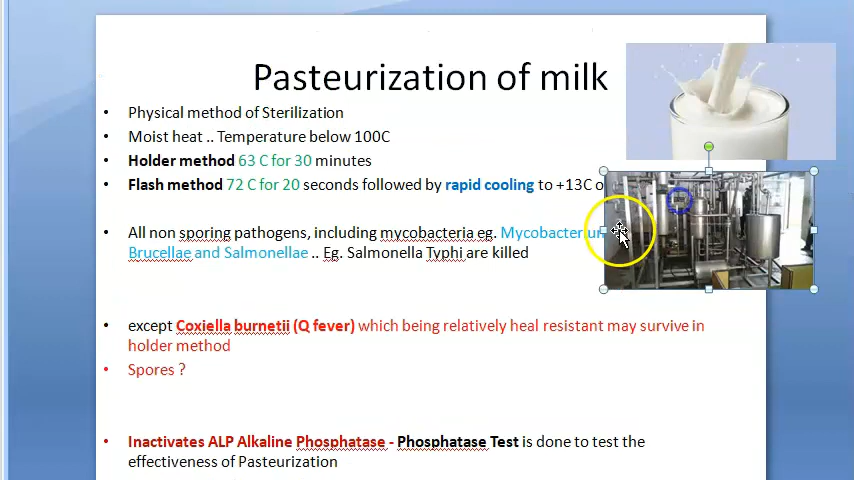 Pasteurization of milk
• Physical method of Sterilization
• Moist heat .. Temperature below 100C
• Holder method 63 C for 30 minutes
• Flash method 72 C for 20 seconds followed by rapid cooling to +13C
• All non sporing pathogens, including mycobacteria eg.
Brucellae and Salmonellae .. Eg. Salmonella Typhi are killed
• except Coxiella burnetii (Q fever) which being relatively heal resistant may survive in
holder method
• Spores ?
• Inactivates ALP Alkaline Phosphatase - Phosphatase Test is done to test the
effectiveness of Pasteurization